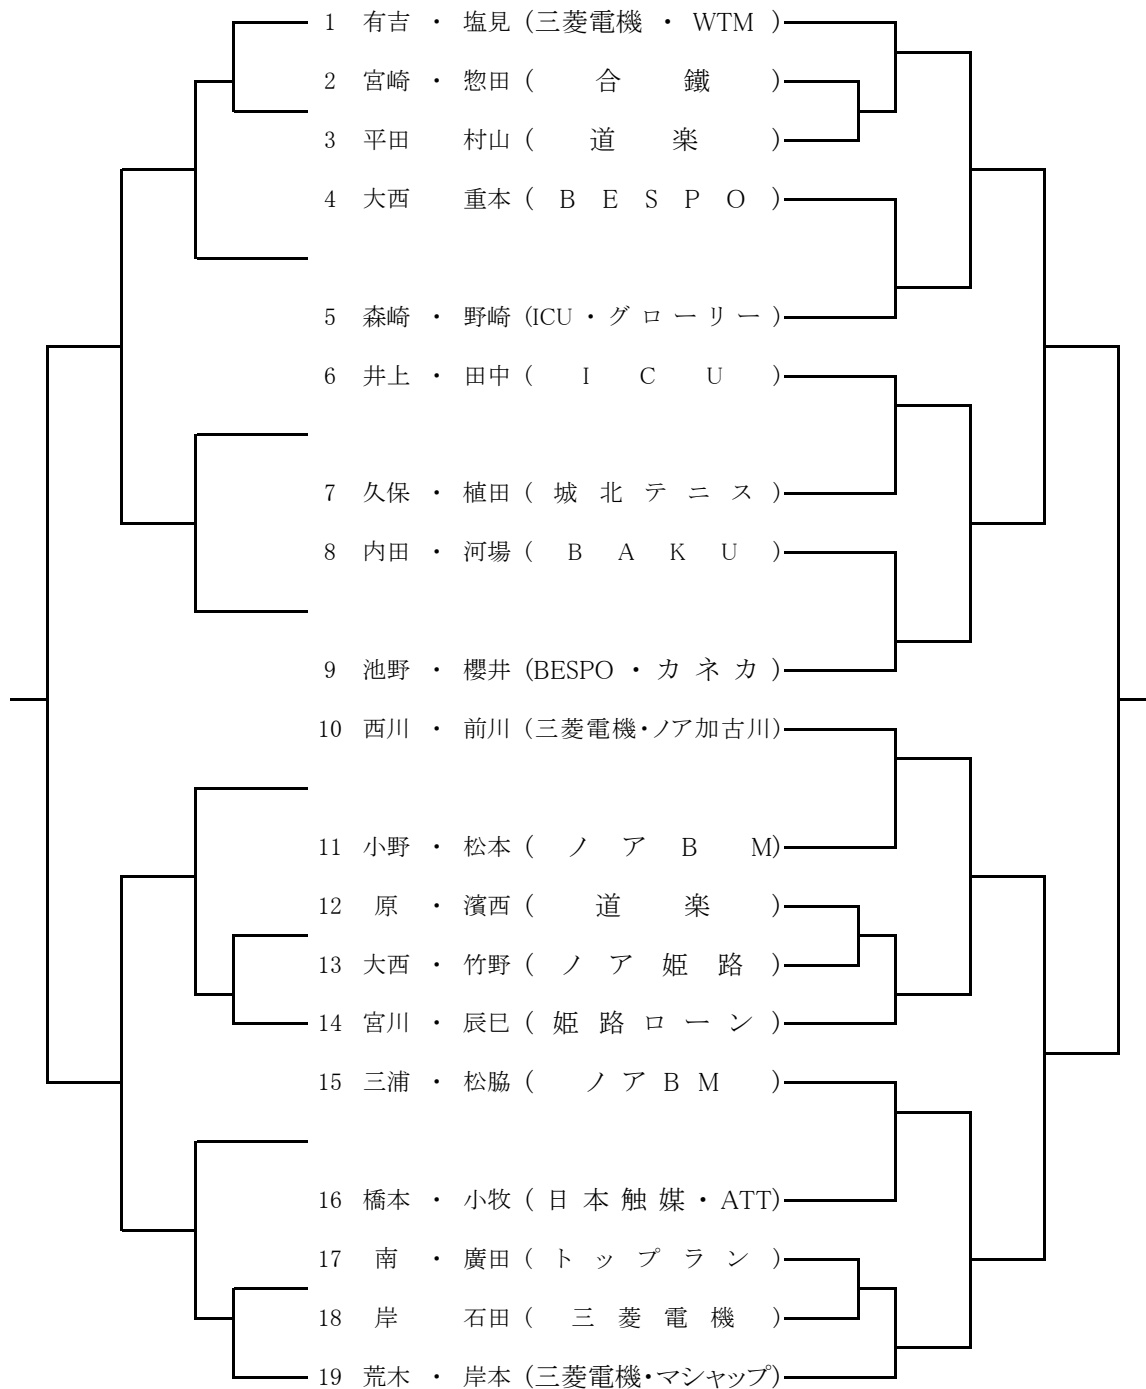 1 有吉 ・ 塩見 (三菱電機 ・ WTM )
2 宮崎 ・ 惣田 ( 合 鐵 )
3 平田 村山 ( 道 楽 )
4 大西 重本 ( B E S P O )
5 森崎 ・ 野崎 (ICU ・ グ ロ ー リ ー )
6 井上 ・ 田中 ( I C U )
7 久保 ・ 植田 ( 城 北 テ ニ ス )
8 内田 ・ 河場 ( B A K U )
9 池野 ・ 櫻井 (BESPO ・ カ ネ カ )
10 西川 ・ 前川 (三菱電機・ノア加古川)
11 小野 ・ 松本 ( ノ ア B M)
12 原 ・ 濱西 ( 道 楽 )
13 大西 ・ 竹野 ( ノ ア 姫 路 )
14 宮川 ・ 辰巳 ( 姫 路 ロ ー ン )
15 三浦 ・ 松脇 ( ノ ア B M )
16 橋本 ・ 小牧 ( 日 本 触 媒 ・ ATT)
17 南 ・ 廣田 ( ト ッ プ ラ ン )
18 岸 石田 ( 三 菱 電 機 )
19 荒木 ・ 岸本 (三菱電機・マシャップ)